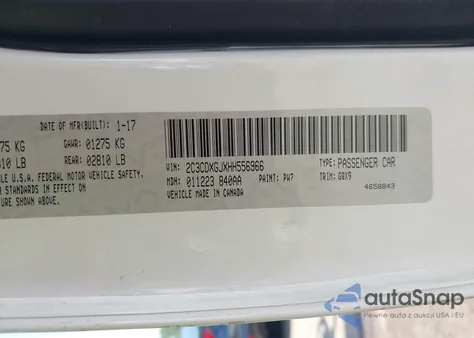 DATE OF MFR(BUILT): 1-17
75 KG GAWR: 01275 KG
810 LB REAR: 02810 LB
LE U.S.A. FEDERAL MOTOR VEHICLE SAFETY,
STANDARDS IN EFFECT ON
URE SHOWN ABOVE.
VIN: 2C3CDXGJXHH556966
TYPE: PASSENGER CAR
MDH: 011223 840AA
PAINT: PW7
TRIM: GQX9
VEHICLE MADE IN CANADA
4658843
autoSnap
Pewne auta z aukcji USA i EU